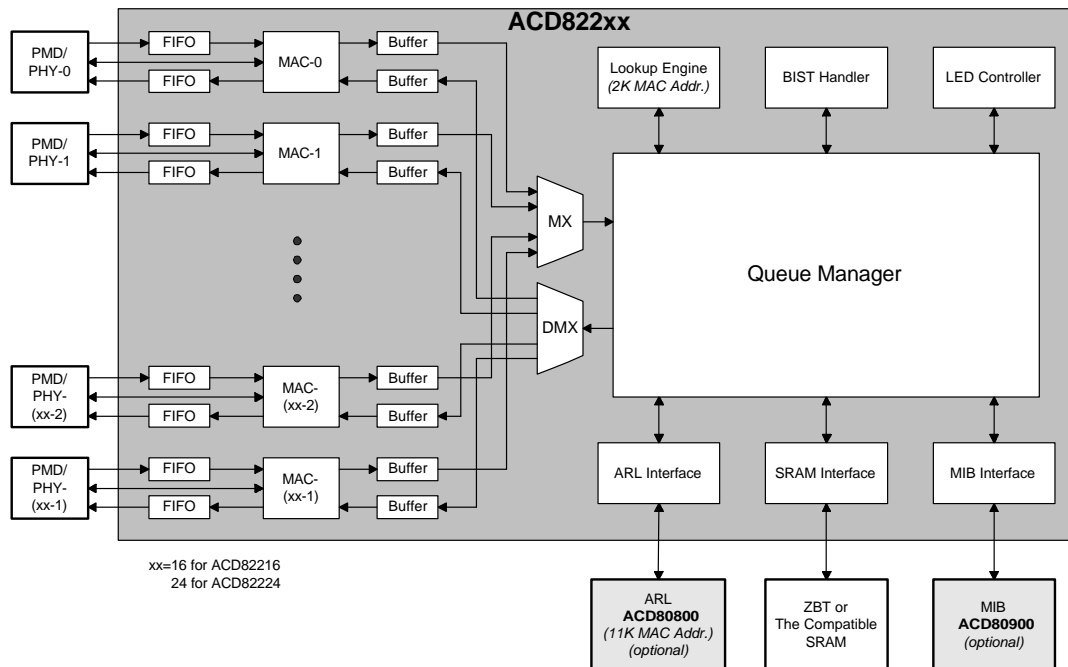 ACD822xx
PMD/
PHY-0
FIFO
FIFO
MAC-0
Buffer
Buffer
Lookup Engine
(2K MAC Addr.)
BIST Handler
LED Controller
PMD/
PHY-1
FIFO
FIFO
MAC-1
Buffer
Buffer
MX
DMX
Queue Manager
PMD/
PHY-
(xx-2)
FIFO
FIFO
MAC-
(xx-2)
Buffer
Buffer
PMD/
PHY-
(xx-1)
FIFO
FIFO
MAC-
(xx-1)
Buffer
Buffer
ARL Interface
SRAM Interface
MIB Interface
xx=16 for ACD82216
24 for ACD82224
ARL
ACD80800
(11K MAC Addr.)
(optional)
ZBT or
The Compatible
SRAM
MIB
ACD80900
(optional)